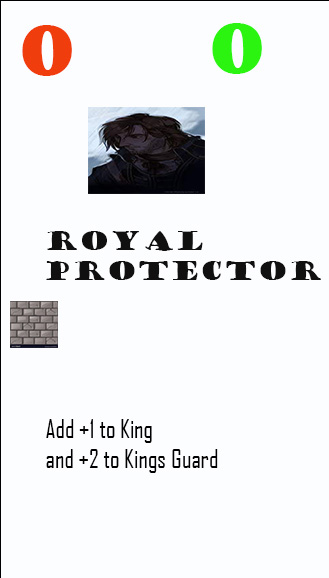 0 0
ROYAL
PROTECTOR
Add +1 to King
and +2 to Kings Guard